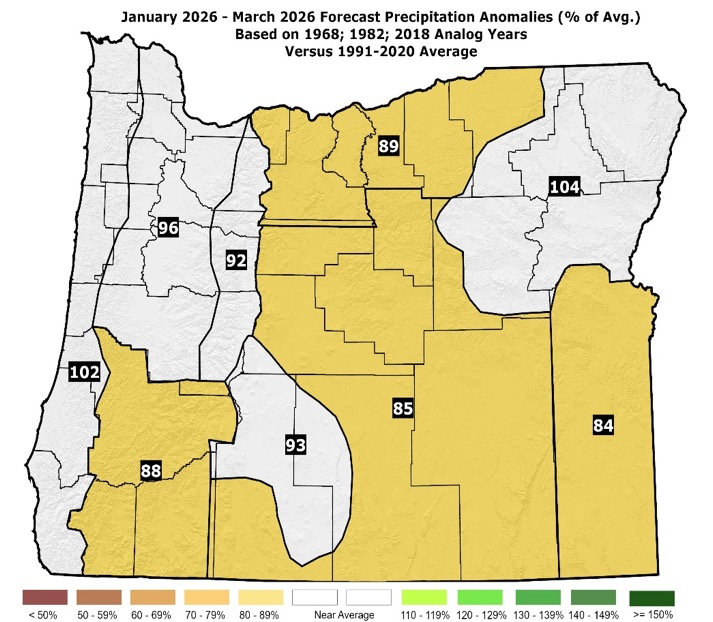 January 2026 - March 2026 Forecast Precipitation Anomalies (% of Avg.)
Based on 1968; 1982; 2018 Analog Years
Versus 1991-2020 Average
89
104
96
92
102
85
84
93
88
< 50% 50 - 59% 60 - 69% 70 - 79% 80 - 89% Near Average 110 - 119% 120 - 129% 130 - 139% 140 - 149% >= 150%